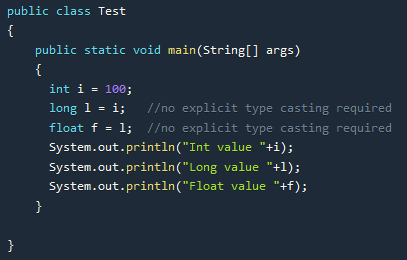 public class Test
{
    public static void main(String[] args)
    {
      int i = 100;
      long l = i;   //no explicit type casting required
      float f = l;  //no explicit type casting required
      System.out.println("Int value "+i);
      System.out.println("Long value "+l);
      System.out.println("Float value "+f);
    }
}